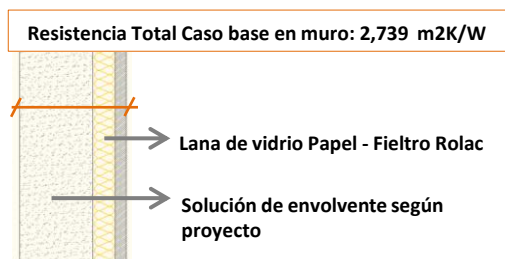 Resistencia Total Caso base en muro: 2,739 m2K/W
Lana de vidrio Papel - Fieltro Rolac
Solución de envolvente según
proyecto